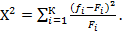 X² = ∑ᵢ₌₁ᴷ (fᵢ−Fᵢ)²/Fᵢ.